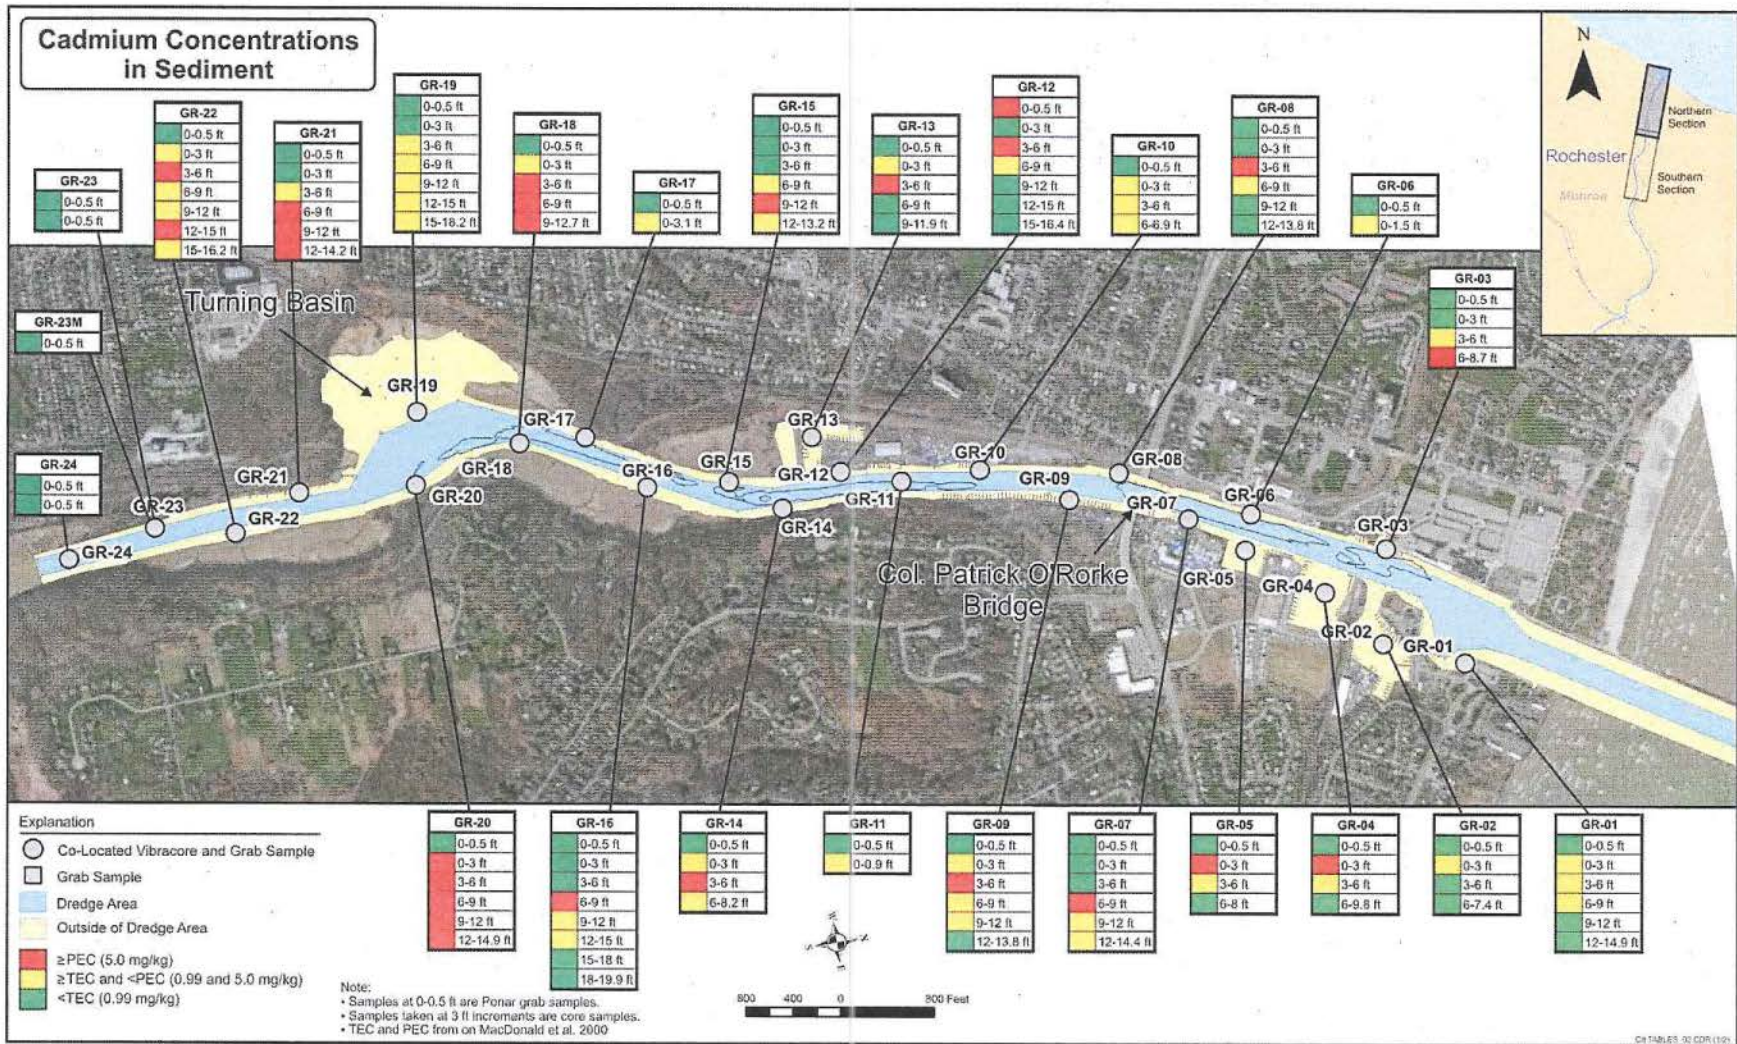 Cadmium Concentrations
in Sediment
GR-23
0-0.5 ft
0-0.5 ft
GR-22
0-0.5 ft
0-3 ft
3-6 ft
6-9 ft
9-12 ft
12-15 ft
15-16.2 ft
GR-21
0-0.5 ft
0-3 ft
3-6 ft
6-9 ft
9-12 ft
12-14.2 ft
GR-19
0-0.5 ft
0-3 ft
3-6 ft
6-9 ft
9-12 ft
12-15 ft
15-18.2 ft
GR-18
0-0.5 ft
0-3 ft
3-6 ft
6-9 ft
9-12.7 ft
GR-17
0-0.5 ft
0-3.1 ft
GR-15
0-0.5 ft
0-3 ft
3-6 ft
6-9 ft
9-12 ft
12-13.2 ft
GR-13
0-0.5 ft
0-3 ft
3-6 ft
6-9 ft
9-11.9 ft
GR-12
0-0.5 ft
0-3 ft
3-6 ft
6-9 ft
9-12 ft
12-15 ft
15-16.4 ft
GR-10
0-0.5 ft
0-3 ft
3-6 ft
6-6.9 ft
GR-08
0-0.5 ft
0-3 ft
3-6 ft
6-9 ft
9-12 ft
12-13.8 ft
GR-06
0-0.5 ft
0-1.5 ft
GR-03
0-0.5 ft
0-3 ft
3-6 ft
6-8.7 ft
N
Northern
Section
Rochester
Southern
Section
Monroe
GR-23M
0-0.5 ft
GR-24
0-0.5 ft
0-0.5 ft
Turning Basin
GR-19
GR-17
GR-13
GR-18
GR-16
GR-15
GR-12
GR-10
GR-08
GR-21
GR-20
GR-11
GR-09
GR-07
GR-06
GR-03
GR-23
GR-22
GR-14
GR-24
GR-05
GR-04
GR-02
GR-01
Col. Patrick O'Rorke
Bridge
Explanation
Co-Located Vibracore and Grab Sample
Grab Sample
Dredge Area
Outside of Dredge Area
≥PEC (5.0 mg/kg)
≥TEC and <PEC (0.99 and 5.0 mg/kg)
<TEC (0.99 mg/kg)
Note:
• Samples at 0-0.5 ft are Ponar grab samples.
• Samples taken at 3 ft increments are core samples.
• TEC and PEC from on MacDonald et al. 2000
GR-20
0-0.5 ft
0-3 ft
3-6 ft
6-9 ft
9-12 ft
12-14.9 ft
GR-16
0-0.5 ft
0-3 ft
3-6 ft
6-9 ft
9-12 ft
12-15 ft
15-18 ft
18-19.9 ft
GR-14
0-0.5 ft
0-3 ft
3-6 ft
6-8.2 ft
GR-11
0-0.5 ft
0-0.9 ft
GR-09
0-0.5 ft
0-3 ft
3-6 ft
6-9 ft
9-12 ft
12-13.8 ft
GR-07
0-0.5 ft
0-3 ft
3-6 ft
6-9 ft
9-12 ft
12-14.4 ft
GR-05
0-0.5 ft
0-3 ft
3-6 ft
6-8 ft
GR-04
0-0.5 ft
0-3 ft
3-6 ft
6-9.8 ft
GR-02
0-0.5 ft
0-3 ft
3-6 ft
6-7.4 ft
GR-01
0-0.5 ft
0-3 ft
3-6 ft
6-9 ft
9-12 ft
12-14.9 ft
W
N
S
E
800 400 0 800 Feet